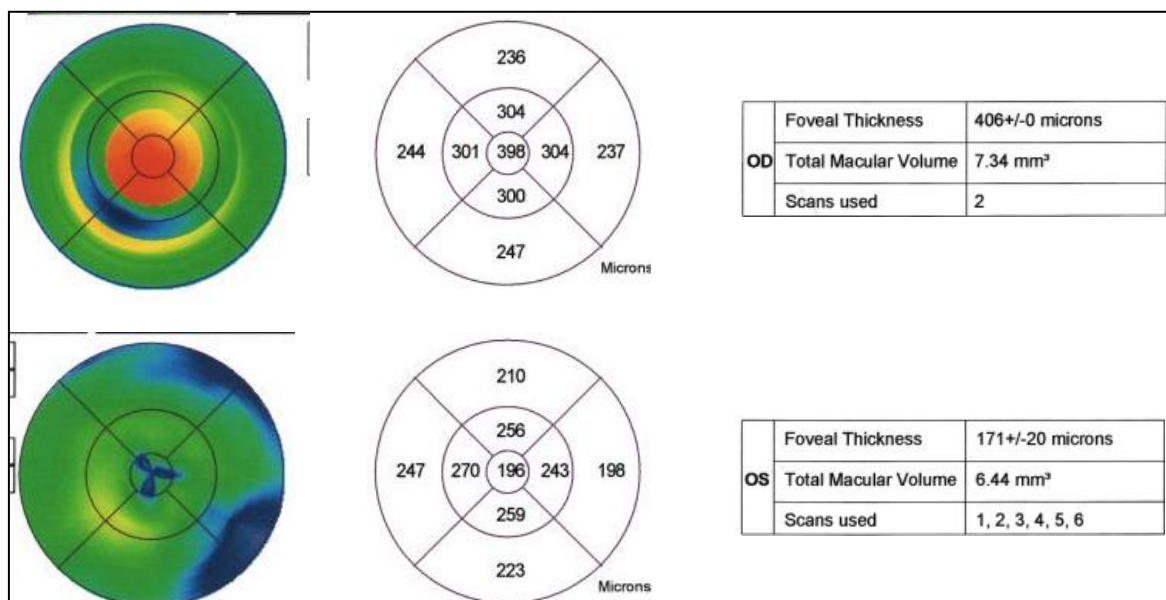 236
304
244 301 398 304 237
300
247
Microns
OD
Foveal Thickness 406+/-0 microns
Total Macular Volume 7.34 mm³
Scans used 2
210
256
247 270 196 243 198
259
223
Microns
OS
Foveal Thickness 171+/-20 microns
Total Macular Volume 6.44 mm³
Scans used 1, 2, 3, 4, 5, 6